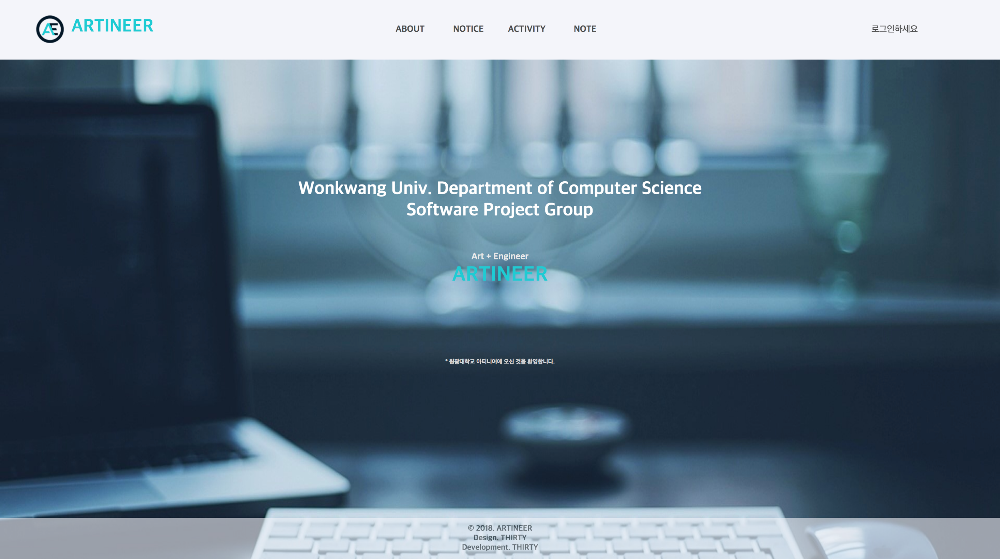 AE ARTINEER
ABOUT NOTICE ACTIVITY NOTE
로그인하세요
Wonkwang Univ. Department of Computer Science
Software Project Group
Art + Engineer
ARTINEER
* 원광대학교 아티니어에 오신 것을 환영합니다.
© 2018. ARTINEER
Design. THIRTY
Development. THIRTY